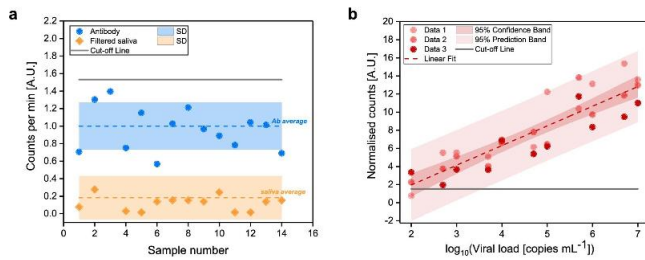 a
Antibody
SD
Filtered saliva
SD
Cut-off Line
Counts per min [A.U.]
1.8
1.6
1.4
1.2
1.0
0.8
0.6
0.4
0.2
0.0
Ab average
saliva average
0 2 4 6 8 10 12 14 16
Sample number
b
Data 1
95% Confidence Band
Data 2
95% Prediction Band
Data 3
Cut-off Line
Linear Fit
Normalised counts [A.U.]
20
18
16
14
12
10
8
6
4
2
0
-2
2 3 4 5 6 7
log₁₀(Viral load [copies mL⁻¹])